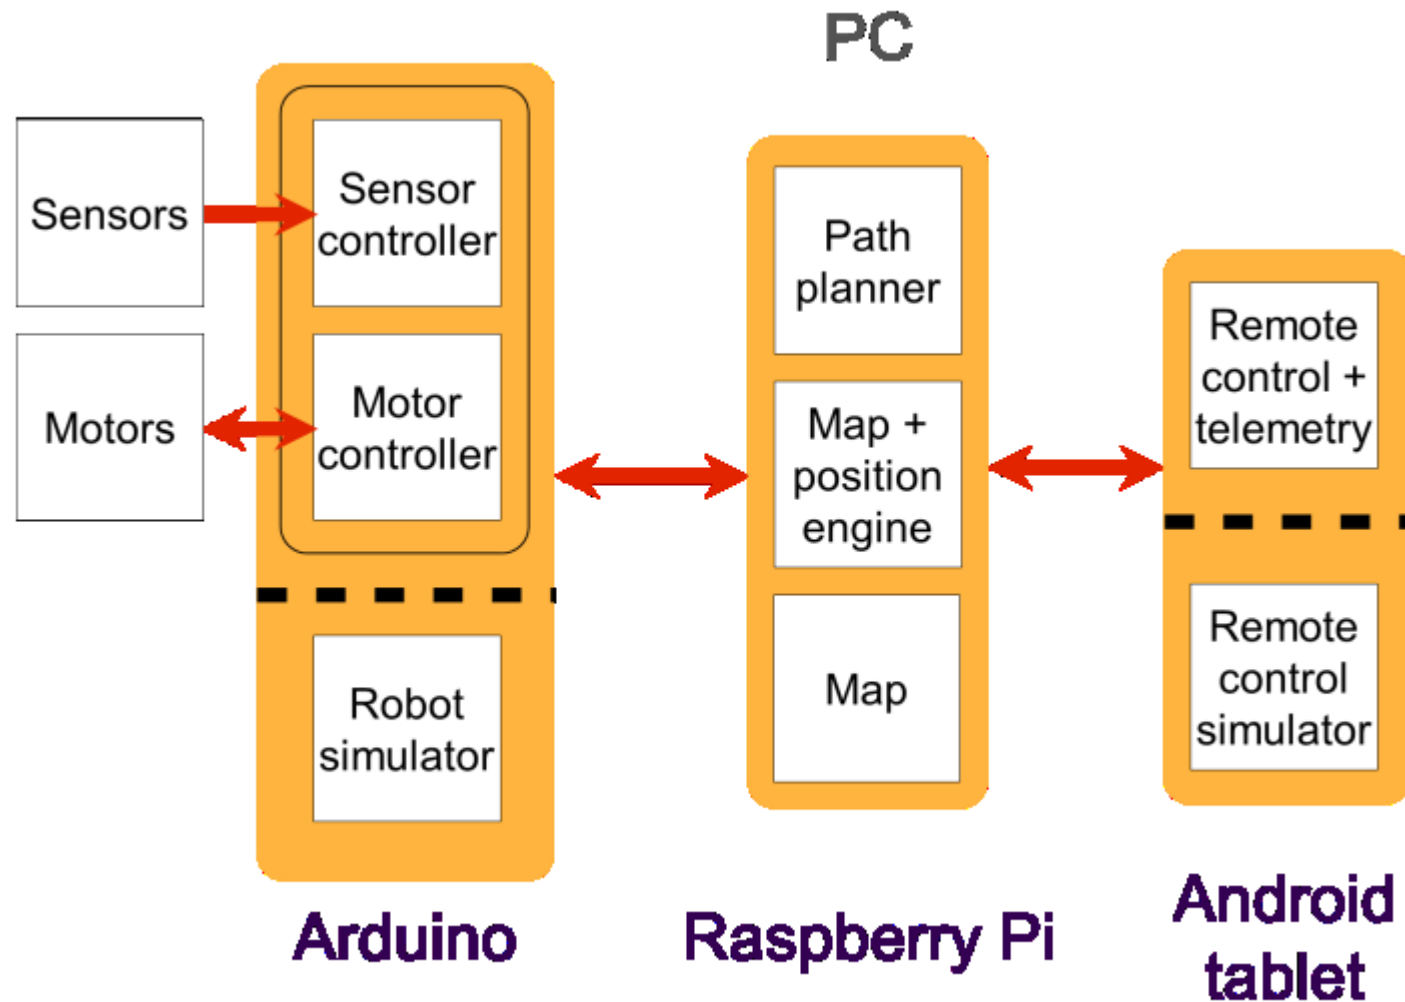 PC
Sensors
Sensor
controller
Motors
Motor
controller
Robot
simulator
Arduino
Path
planner
Map +
position
engine
Map
Raspberry Pi
Remote
control +
telemetry
Remote
control
simulator
Android
tablet